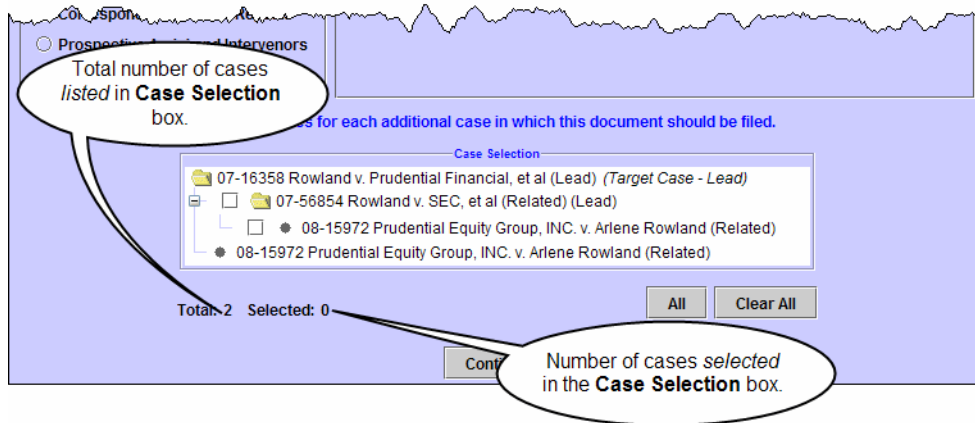 Prospective Amici and Intervenors
Total number of cases
listed in Case Selection
box.
for each additional case in which this document should be filed.
Case Selection
07-16358 Rowland v. Prudential Financial, et al (Lead) (Target Case - Lead)
07-56854 Rowland v. SEC, et al (Related) (Lead)
08-15972 Prudential Equity Group, INC. v. Arlene Rowland (Related)
08-15972 Prudential Equity Group, INC. v. Arlene Rowland (Related)
Total: 2 Selected: 0
All Clear All
Number of cases selected
in the Case Selection box.